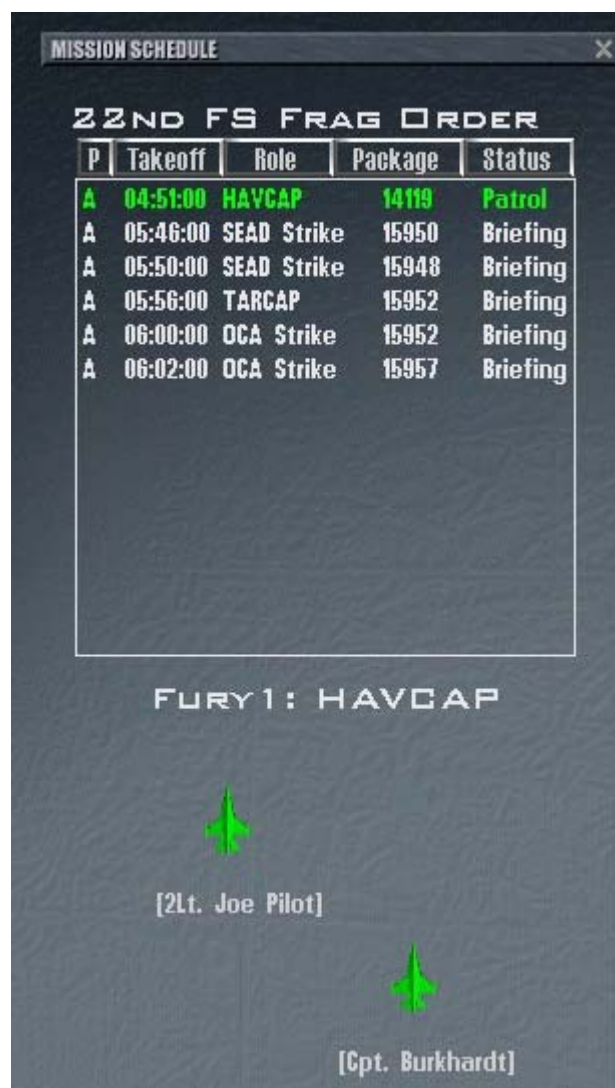 MISSION SCHEDULE
22ND FS FRAG ORDER
P Takeoff Role Package Status
A 04:51:00 HAVCAP 14119 Patrol
A 05:46:00 SEAD Strike 15950 Briefing
A 05:50:00 SEAD Strike 15948 Briefing
A 05:56:00 TARCAP 15952 Briefing
A 06:00:00 OCA Strike 15952 Briefing
A 06:02:00 OCA Strike 15957 Briefing
FURY1: HAVCAP
[2Lt. Joe Pilot]
[Cpt. Burkhardt]